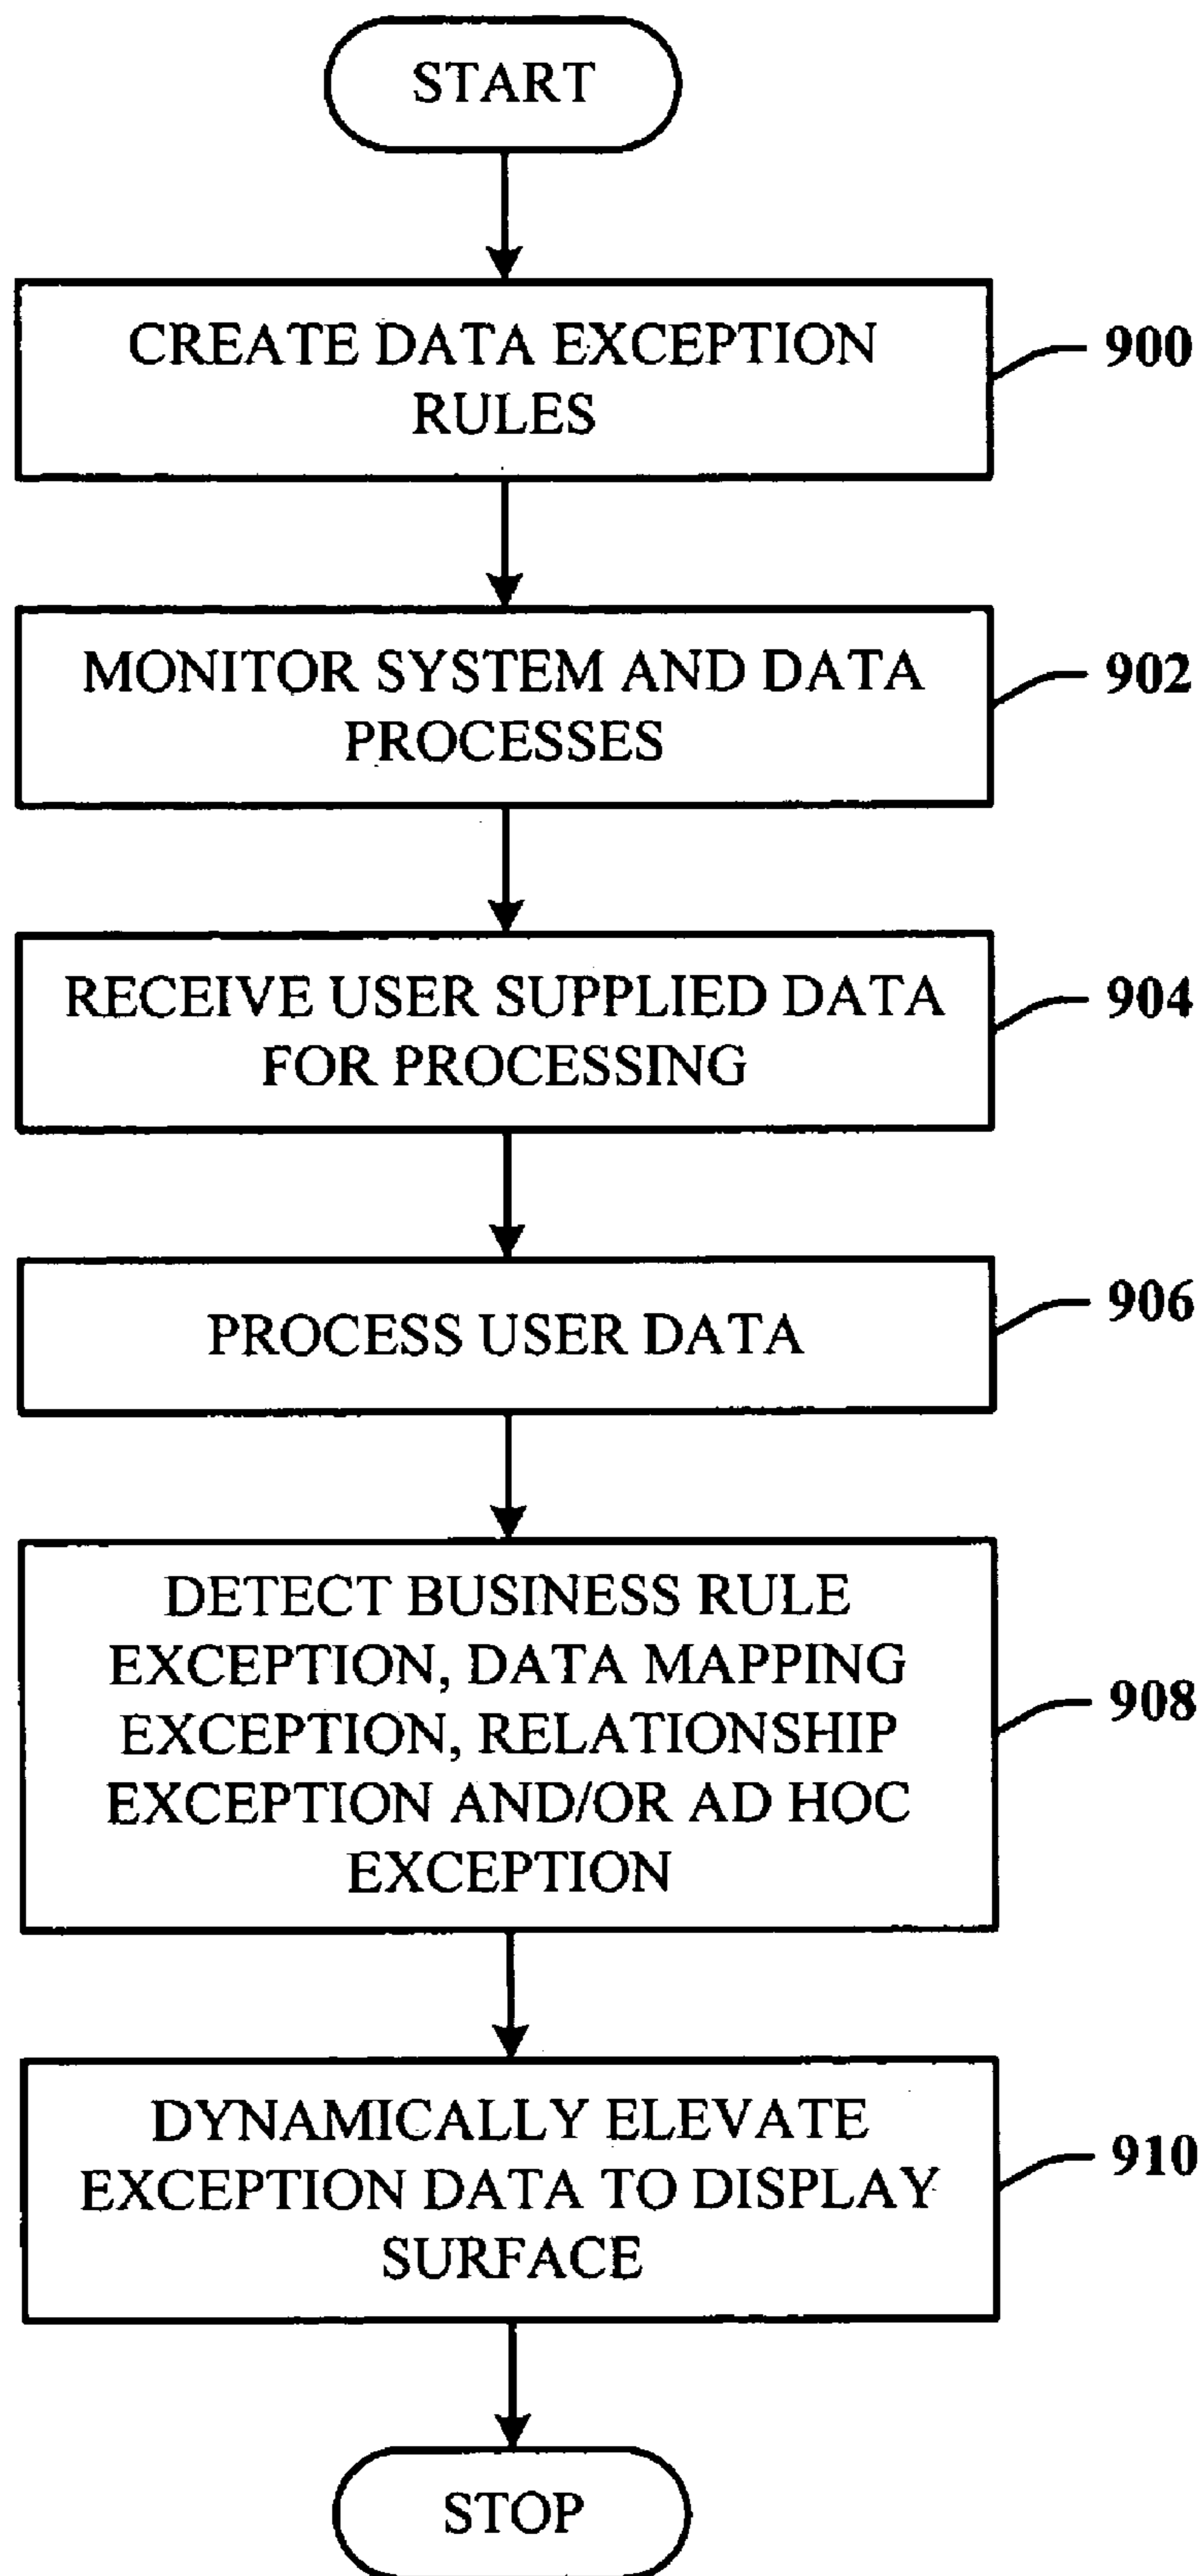 START
CREATE DATA EXCEPTION
RULES
900
MONITOR SYSTEM AND DATA
PROCESSES
902
RECEIVE USER SUPPLIED DATA
FOR PROCESSING
904
PROCESS USER DATA
906
DETECT BUSINESS RULE
EXCEPTION, DATA MAPPING
EXCEPTION, RELATIONSHIP
EXCEPTION AND/OR AD HOC
EXCEPTION
908
DYNAMICALLY ELEVATE
EXCEPTION DATA TO DISPLAY
SURFACE
910
STOP